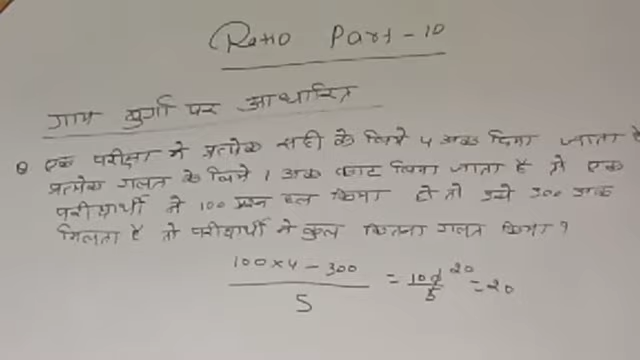 Ratio Part-10
गाय मुर्गा पर आधारित
Q एक परीक्षा मे प्रत्येक सही के लिये 4 अंक दिया जाता है
प्रत्येक गलत के लिये 1 अंक काट लिया जाता है तो एक
परीक्षार्थी ने 100 प्रश्न हल किया हो तो उसे 300 अंक
मिलता है तो परीक्षार्थी ने कुल कितना गलत किया ?
100×4-300 / 5 = 100 / 5 20 = 20